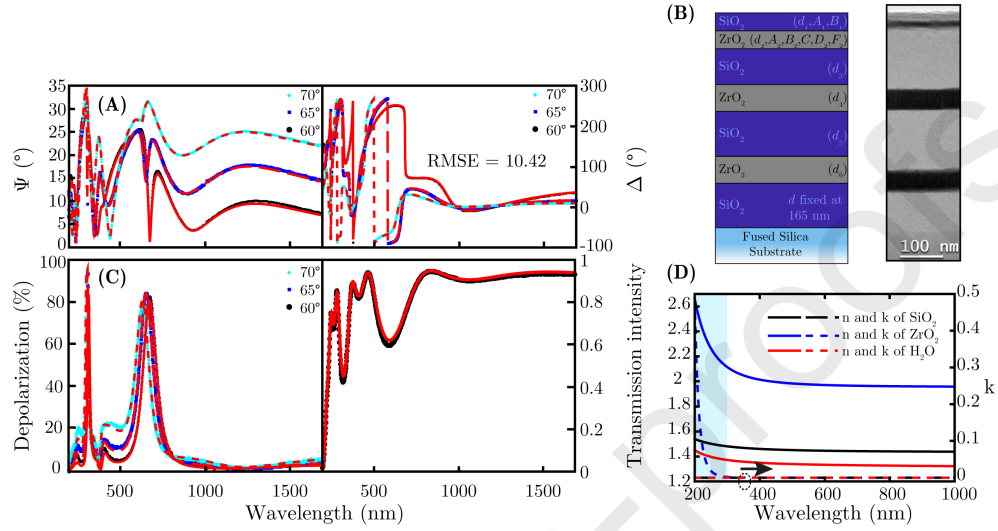 (A)
35
30
25
20
15
10
5
0
Ψ (°)
70°
65°
60°
70°
65°
60°
RMSE = 10.42
300
200
100
0
-100
Δ (°)
(B)
SiO₂ (d₁,A₁,B₁)
ZrO₂ (d₂,A₂,B₂,C,D₂,F₂)
SiO₂ (d₃)
ZrO₂ (d₄)
SiO₂ (d₅)
ZrO₂ (d₆)
SiO₂ d fixed at
165 nm
Fused Silica
Substrate
100 nm
(C)
100
80
60
40
20
0
Depolarization (%)
70°
65°
60°
1
0.8
0.6
0.4
0.2
0
Transmission intensity
500 1000 1500 500 1000 1500
Wavelength (nm)
(D)
2.6
2.4
2.2
2
1.8
1.6
1.4
1.2
n and k of SiO₂
n and k of ZrO₂
n and k of H₂O
0.5
0.4
0.3
0.2
0.1
0
k
200 400 600 800 1000
Wavelength (nm)
-proofs